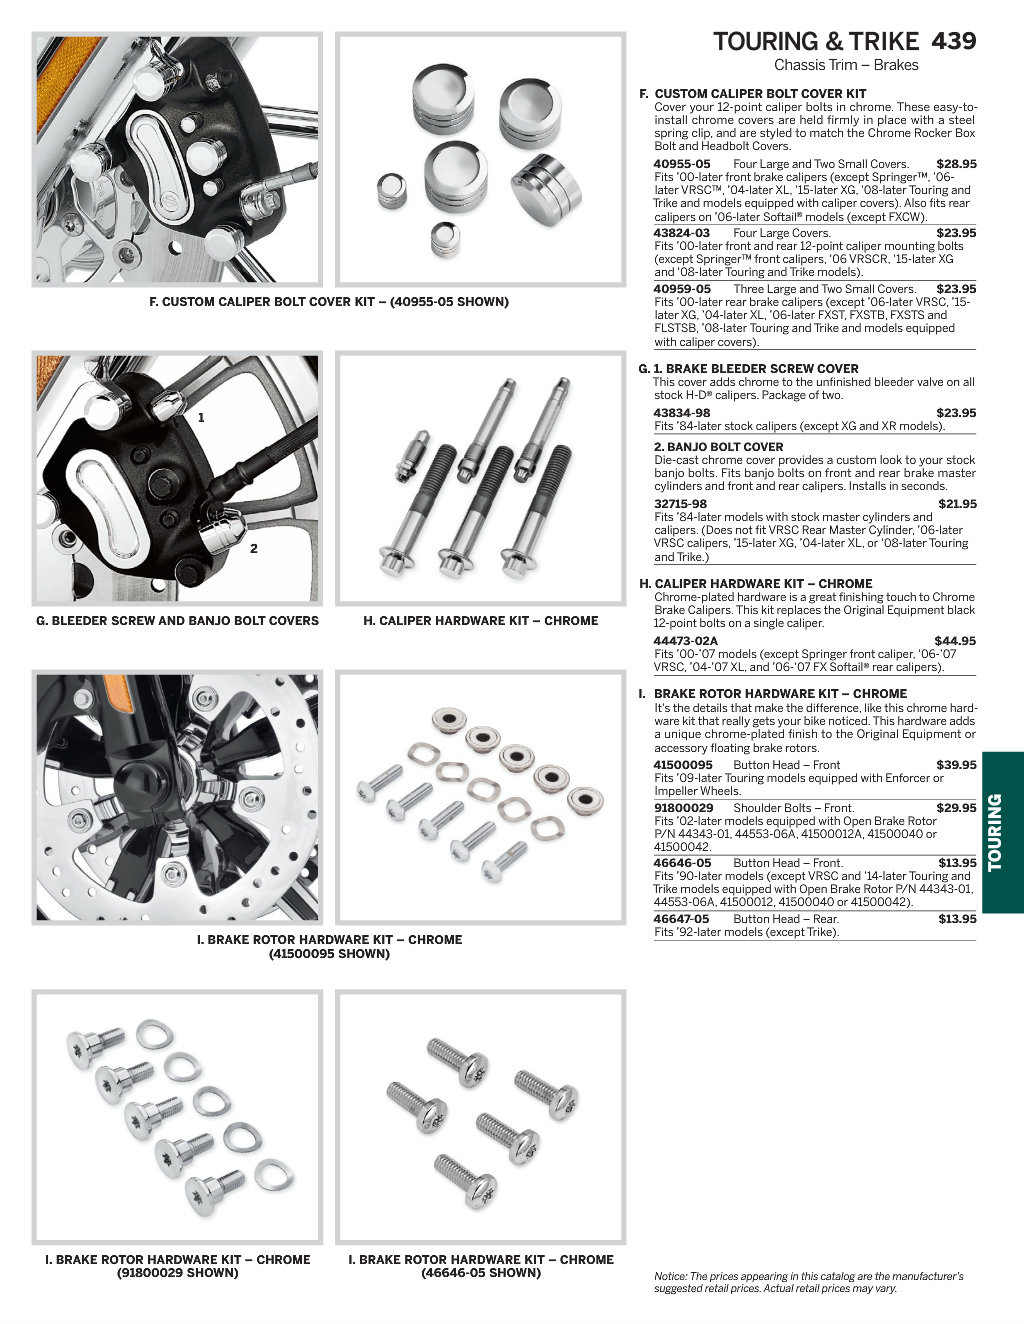 TOURING & TRIKE 439
Chassis Trim – Brakes
F. CUSTOM CALIPER BOLT COVER KIT
Cover your 12-point caliper bolts in chrome. These easy-to-
install chrome covers are held firmly in place with a steel
spring clip, and are styled to match the Chrome Rocker Box
Bolt and Headbolt Covers.
40955-05 Four Large and Two Small Covers. $28.95
Fits ’00-later front brake calipers (except Springer™, ’06-
later VRSC™, ’04-later XL, ’15-later XG, ’08-later Touring and
Trike and models equipped with caliper covers). Also fits rear
calipers on ’06-later Softail® models (except FXCW).
43824-03 Four Large Covers. $23.95
Fits ’00-later front and rear 12-point caliper mounting bolts
(except Springer™ front calipers, ’06 VRSCR, ’15-later XG
and ’08-later Touring and Trike models).
40959-05 Three Large and Two Small Covers. $23.95
Fits ’00-later rear brake calipers (except ’06-later VRSC, ’15-
later XG, ’04-later XL, ’06-later FXST, FXSTB, FXSTS and
FLSTSB, ’08-later Touring and Trike and models equipped
with caliper covers).
F. CUSTOM CALIPER BOLT COVER KIT – (40955-05 SHOWN)
G. 1. BRAKE BLEEDER SCREW COVER
This cover adds chrome to the unfinished bleeder valve on all
stock H-D® calipers. Package of two.
43834-98 $23.95
Fits ’84-later stock calipers (except XG and XR models).
2. BANJO BOLT COVER
Die-cast chrome cover provides a custom look to your stock
banjo bolts. Fits banjo bolts on front and rear brake master
cylinders and front and rear calipers. Installs in seconds.
32715-98 $21.95
Fits ’84-later models with stock master cylinders and
calipers. (Does not fit VRSC Rear Master Cylinder, ’06-later
VRSC calipers, ’15-later XG, ’04-later XL, or ’08-later Touring
and Trike.)
1
2
G. BLEEDER SCREW AND BANJO BOLT COVERS
H. CALIPER HARDWARE KIT – CHROME
H. CALIPER HARDWARE KIT – CHROME
Chrome-plated hardware is a great finishing touch to Chrome
Brake Calipers. This kit replaces the Original Equipment black
12-point bolts on a single caliper.
44473-02A $44.95
Fits ’00-’07 models (except Springer front caliper, ’06-’07
VRSC, ’04-’07 XL, and ’06-’07 FX Softail® rear calipers).
I. BRAKE ROTOR HARDWARE KIT – CHROME
It’s the details that make the difference, like this chrome hard-
ware kit that really gets your bike noticed. This hardware adds
a unique chrome-plated finish to the Original Equipment or
accessory floating brake rotors.
41500095 Button Head – Front $39.95
Fits ’09-later Touring models equipped with Enforcer or
Impeller Wheels.
91800029 Shoulder Bolts – Front. $29.95
Fits ’02-later models equipped with Open Brake Rotor
P/N 44343-01, 44553-06A, 41500012A, 41500040 or
41500042.
46646-05 Button Head – Front. $13.95
Fits ’90-later models (except VRSC and ’14-later Touring and
Trike models equipped with Open Brake Rotor P/N 44343-01,
44553-06A, 41500012, 41500040 or 41500042).
46647-05 Button Head – Rear. $13.95
Fits ’92-later models (except Trike).
TOURING
I. BRAKE ROTOR HARDWARE KIT – CHROME
(41500095 SHOWN)
I. BRAKE ROTOR HARDWARE KIT – CHROME
(91800029 SHOWN)
I. BRAKE ROTOR HARDWARE KIT – CHROME
(46646-05 SHOWN)
Notice: The prices appearing in this catalog are the manufacturer’s
suggested retail prices. Actual retail prices may vary.